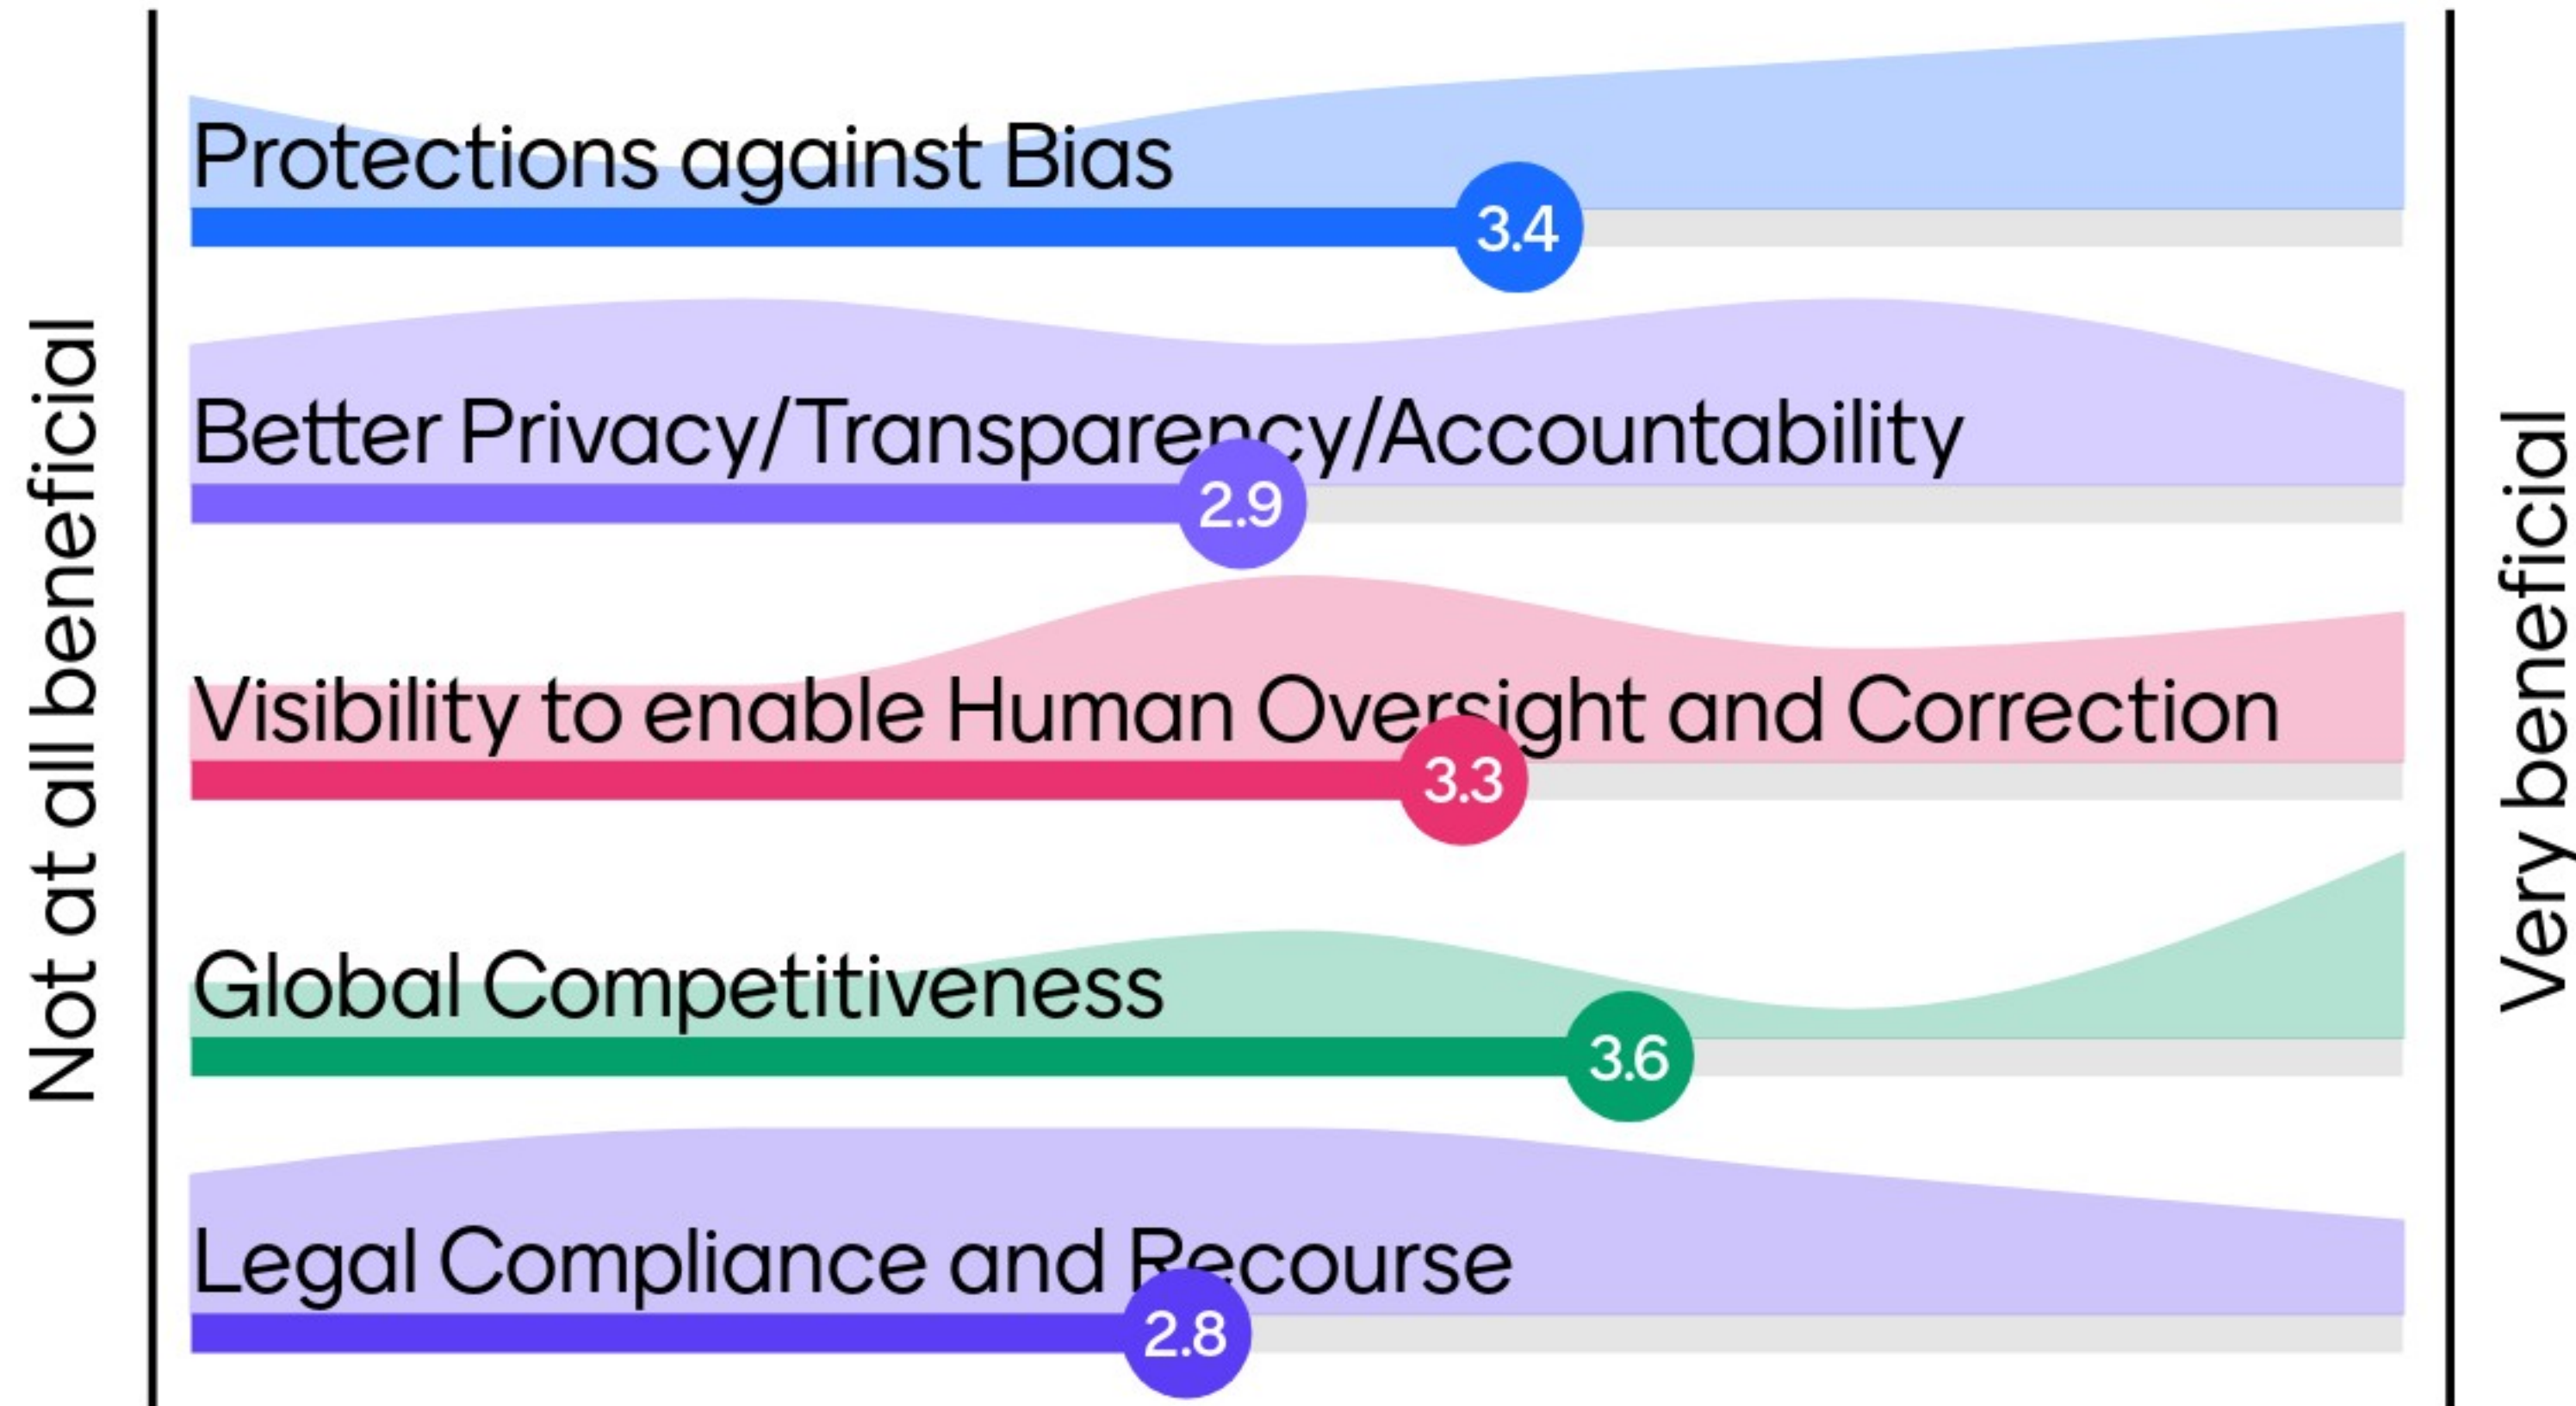 Not at all beneficial
Protections against Bias
3.4
Better Privacy/Transparency/Accountability
2.9
Visibility to enable Human Oversight and Correction
3.3
Global Competitiveness
3.6
Legal Compliance and Recourse
2.8
Very beneficial